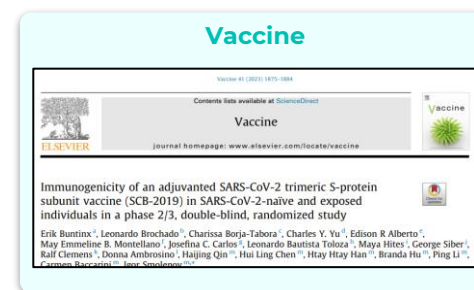 Vaccine
Vaccine 41 (2023) 1875–1884
Contents lists available at ScienceDirect
Vaccine
journal homepage: www.elsevier.com/locate/vaccine
ELSEVIER
Vaccine
Immunogenicity of an adjuvanted SARS-CoV-2 trimeric S-protein
subunit vaccine (SCB-2019) in SARS-CoV-2-naïve and exposed
individuals in a phase 2/3, double-blind, randomized study
Erik Buntinx a, Leonardo Brochado b, Charissa Borja-Tabora c, Charles Y. Yu d, Edison R Alberto e,
May Emmeline B. Montellano f, Josefina C. Carlos g, Leonardo Bautista Toloza h, Maya Hites i, George Siber j,
Ralf Clemens k, Donna Ambrosino l, Haijing Qin m, Hui Ling Chen m, Htay Htay Han m, Branda Hu m, Ping Li m,
Carmen Baccarini m, Igor Smolenov m,*